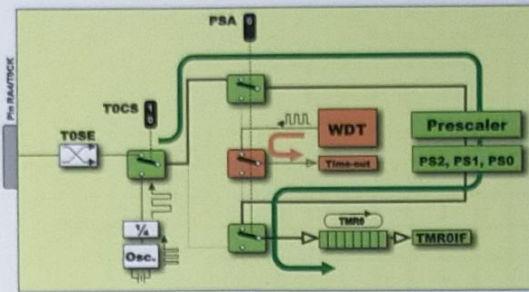 PSA
0
Pin RA4/T0CK
T0CS
1
0
T0SE
WDT
Time-out
Prescaler
PS2, PS1, PS0
¼
Osc.
TMR0
TMR0IF